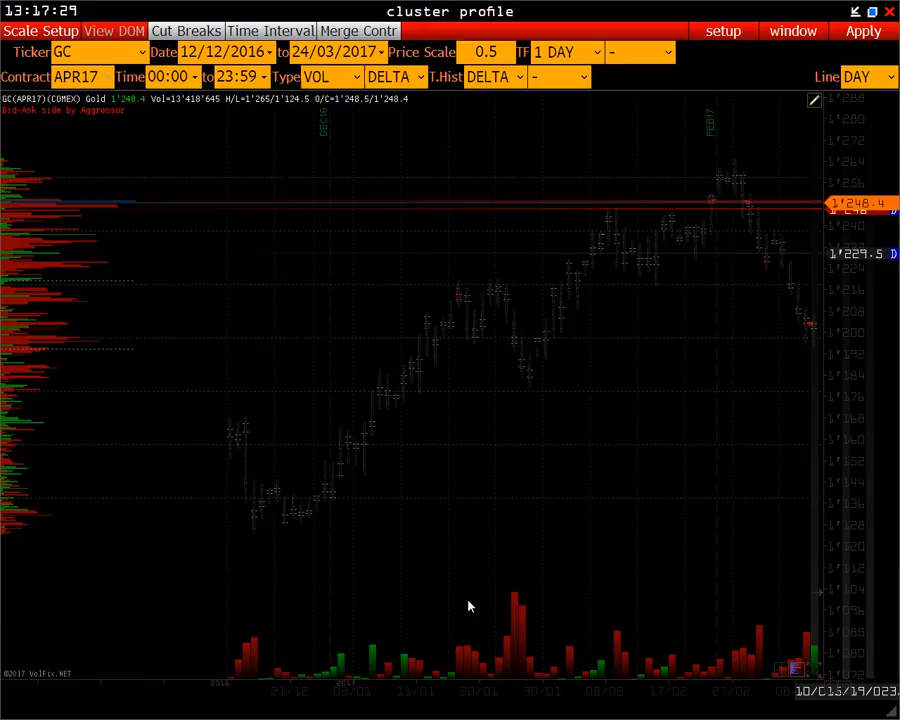 13:17:29 cluster profile
Scale Setup View DOM Cut Breaks Time Interval Merge Contr setup window Apply
Ticker GC Date 12/12/2016 to 24/03/2017 Price Scale 0.5 TF 1 DAY -
Contract APR17 Time 00:00 to 23:59 Type VOL DELTA T.Hist DELTA - Line DAY
GC(APR17)(COMEX) Gold 1'248.4 Vol=13'418'645 H/L=1'265/1'124.5 O/C=1'248.5/1'248.4
Bid-Ask side by Aggressor
DEC16
FEB17
1'288
1'280
1'272
1'264
1'256
1'248.4
1'248 D
1'240
1'229.5 D
1'224
1'216
1'208
1'200
1'192
1'184
1'176
1'168
1'160
1'152
1'144
1'136
1'128
1'120
1'104
1'096
1'088
1'080
1'072
©2017 VolFix.NET
2016 2017
21/12 02/01 11/01 20/01 30/01 08/02 17/02 27/02